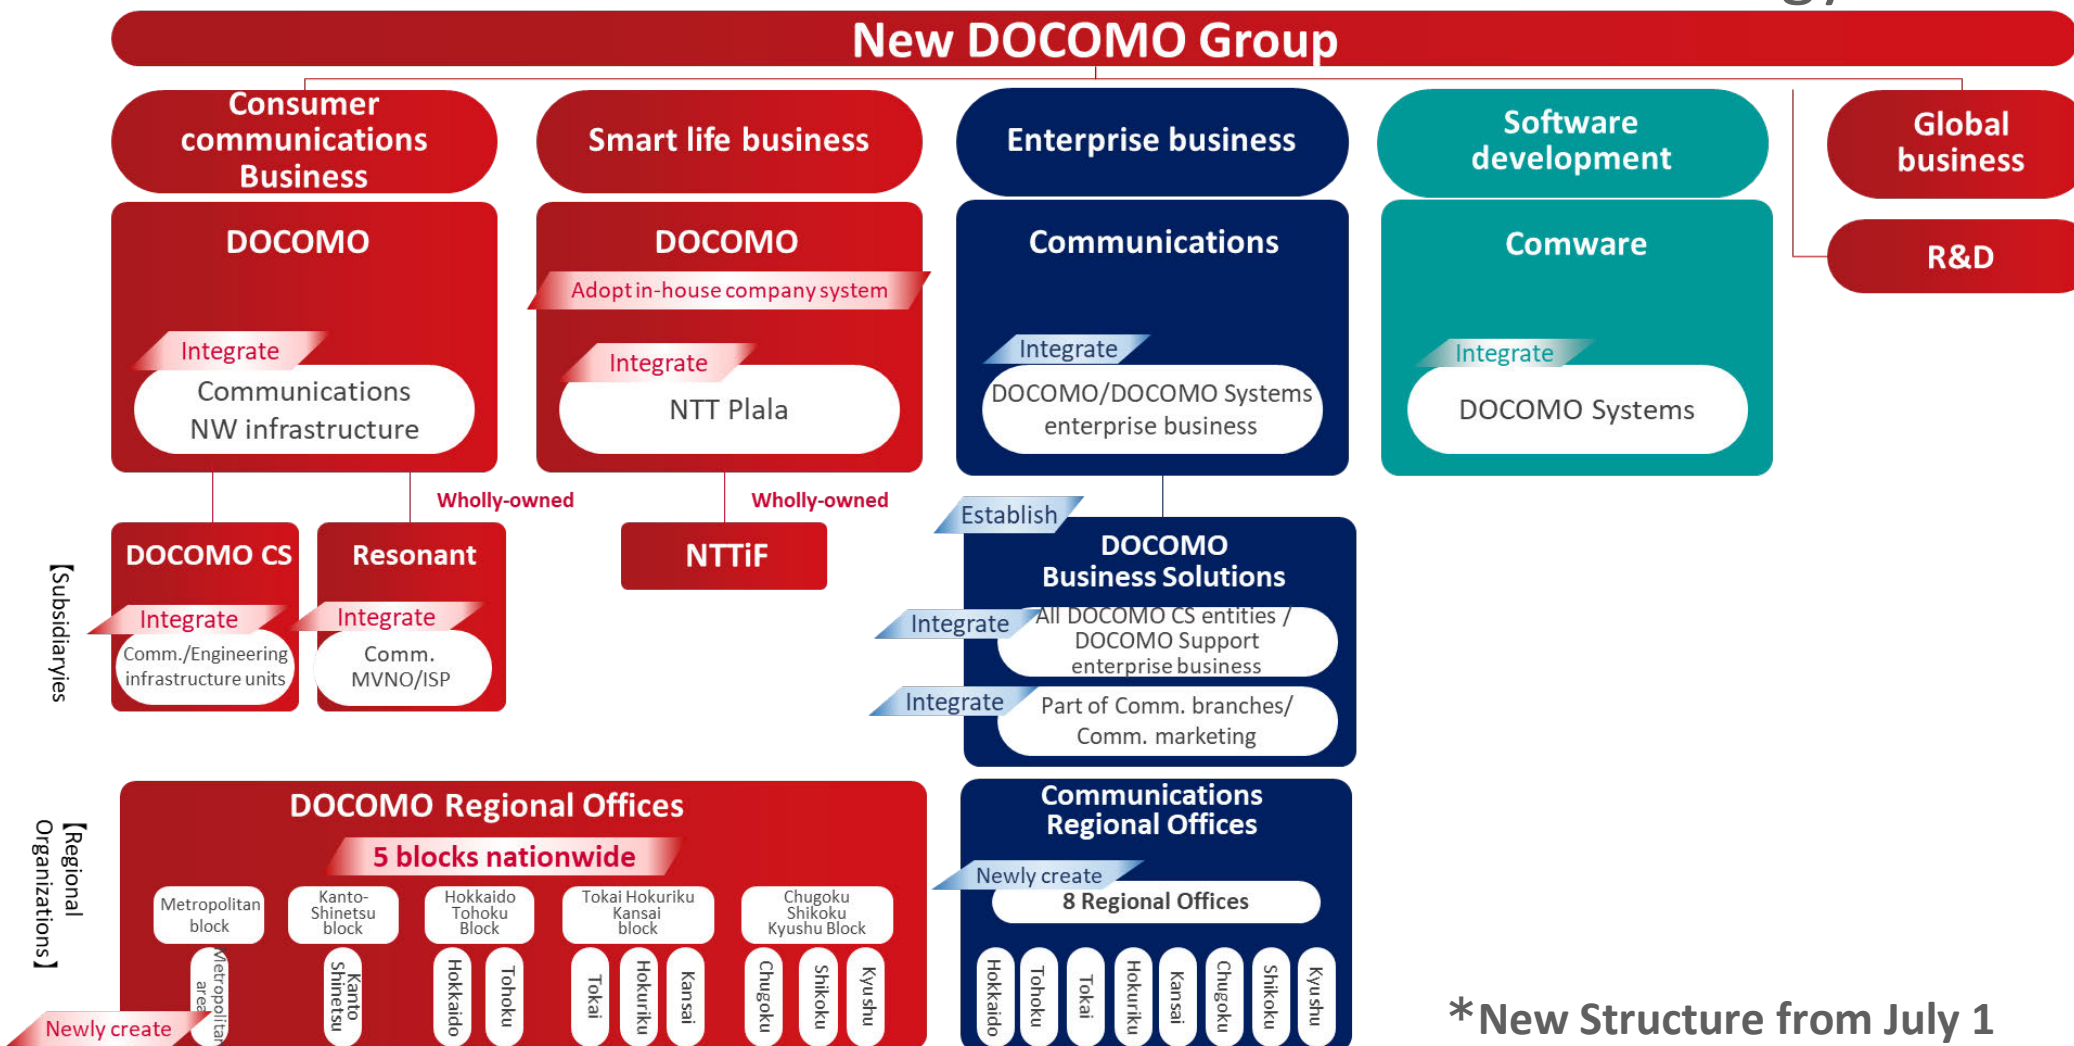 New DOCOMO Group
Consumer
communications
Business
Smart life business
Enterprise business
Software
development
Global
business
R&D
DOCOMO
Integrate
Communications
NW infrastructure
DOCOMO
Adopt in-house company system
Integrate
NTT Plala
Communications
Integrate
DOCOMO/DOCOMO Systems
enterprise business
Comware
Integrate
DOCOMO Systems
Wholly-owned
Wholly-owned
【Subsidiaryies
DOCOMO CS
Integrate
Comm./Engineering
infrastructure units
Resonant
Integrate
Comm.
MVNO/ISP
NTTiF
Establish
DOCOMO
Business Solutions
Integrate
All DOCOMO CS entities /
DOCOMO Support
enterprise business
Integrate
Part of Comm. branches/
Comm. marketing
【Regional
Organizations】
DOCOMO Regional Offices
5 blocks nationwide
Metropolitan
block
Kanto-
Shinetsu
block
Hokkaido
Tohoku
Block
Tokai Hokuriku
Kansai
block
Chugoku
Shikoku
Kyushu Block
Newly create
Metropolitan
area
Kanto
Shinetsu
Hokkaido
Tohoku
Tokai
Hokuriku
Kansai
Chugoku
Shikoku
Kyushu
Communications
Regional Offices
Newly create
8 Regional Offices
Hokkaido
Tohoku
Tokai
Hokuriku
Kansai
Chugoku
Shikoku
Kyushu
*New Structure from July 1